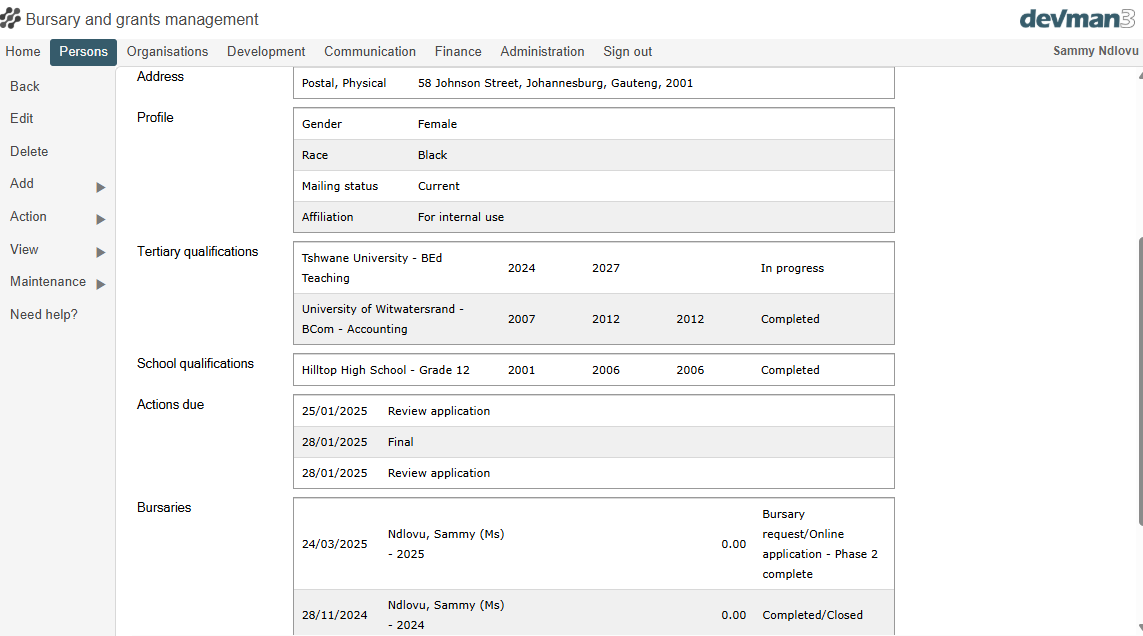 Bursary and grants management
devman3
Home Persons Organisations Development Communication Finance Administration Sign out Sammy Ndlovu
Back
Edit
Delete
Add
Action
View
Maintenance
Need help?
Address
Postal, Physical 58 Johnson Street, Johannesburg, Gauteng, 2001
Profile
Gender Female
Race Black
Mailing status Current
Affiliation For internal use
Tertiary qualifications
Tshwane University - BEd
Teaching
2024 2027 In progress
University of Witwatersrand -
BCom - Accounting
2007 2012 2012 Completed
School qualifications
Hilltop High School - Grade 12 2001 2006 2006 Completed
Actions due
25/01/2025 Review application
28/01/2025 Final
28/01/2025 Review application
Bursaries
24/03/2025
Ndlovu, Sammy (Ms)
- 2025
0.00
Bursary
request/Online
application - Phase 2
complete
28/11/2024
Ndlovu, Sammy (Ms)
- 2024
0.00 Completed/Closed